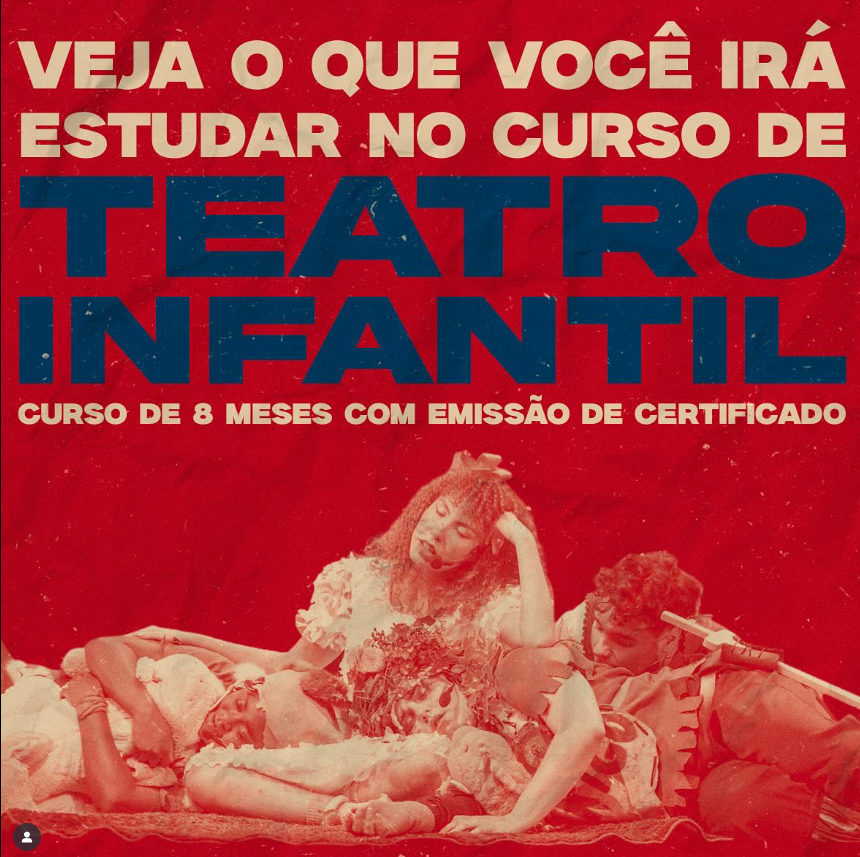 VEJA O QUE VOCÊ IRÁ
ESTUDAR NO CURSO DE
TEATRO
INFANTIL
CURSO DE 8 MESES COM EMISSÃO DE CERTIFICADO